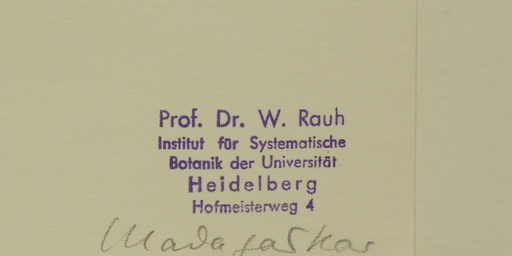 Prof. Dr. W. Rauh
Institut für Systematische
Botanik der Universität
Heidelberg
Hofmeisterweg 4
Madagaskar